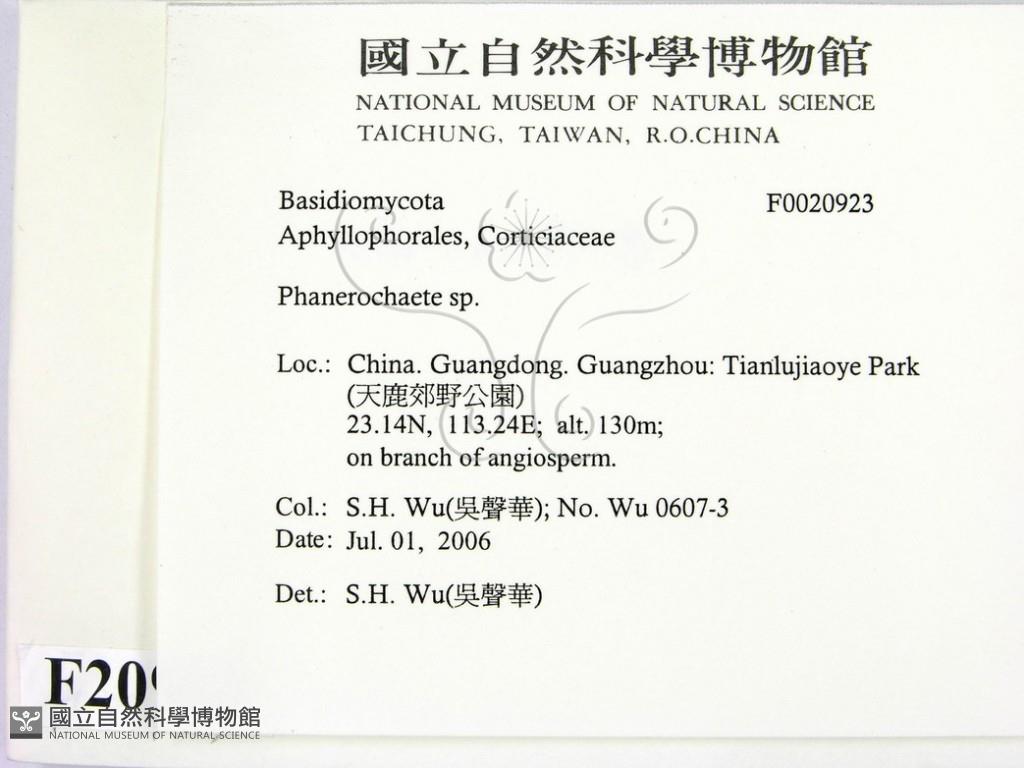 國立自然科學博物館
NATIONAL MUSEUM OF NATURAL SCIENCE
TAICHUNG, TAIWAN, R.O.CHINA
Basidiomycota F0020923
Aphyllophorales, Corticiaceae
Phanerochaete sp.
Loc.: China. Guangdong. Guangzhou: Tianlujiaoye Park
(天鹿郊野公園)
23.14N, 113.24E; alt. 130m;
on branch of angiosperm.
Col.: S.H. Wu(吳聲華); No. Wu 0607-3
Date: Jul. 01, 2006
Det.: S.H. Wu(吳聲華)
F209
國立自然科學博物館
NATIONAL MUSEUM OF NATURAL SCIENCE